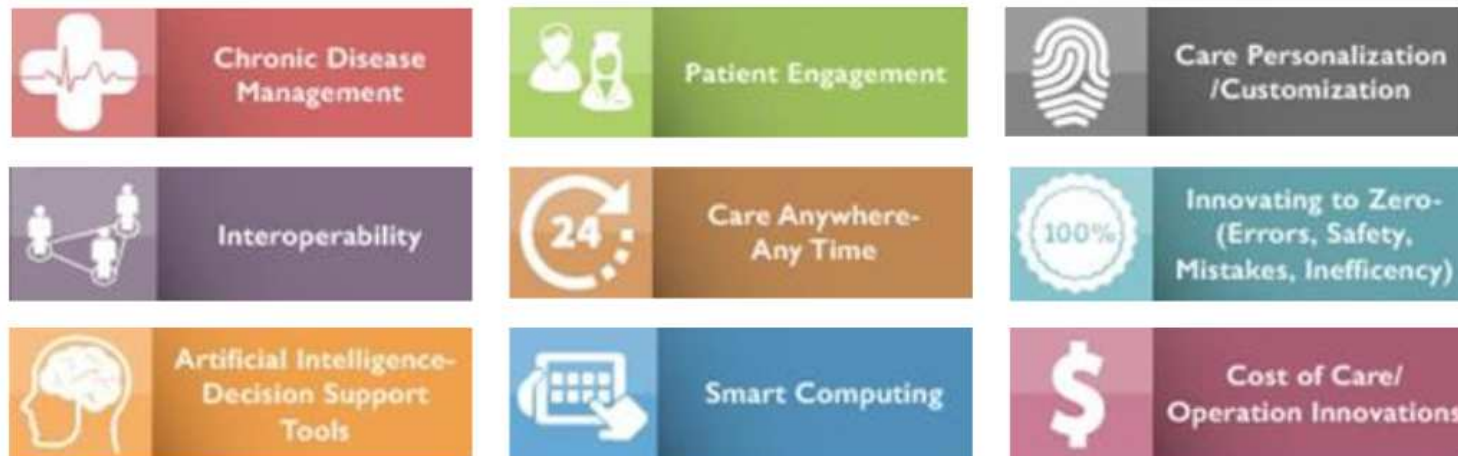 Chronic Disease
Management
Patient Engagement
Care Personalization
/Customization
Interoperability
24
Care Anywhere-
Any Time
100%
Innovating to Zero-
(Errors, Safety,
Mistakes, Inefficency)
Artificial Intelligence-
Decision Support
Tools
Smart Computing
$
Cost of Care/
Operation Innovations